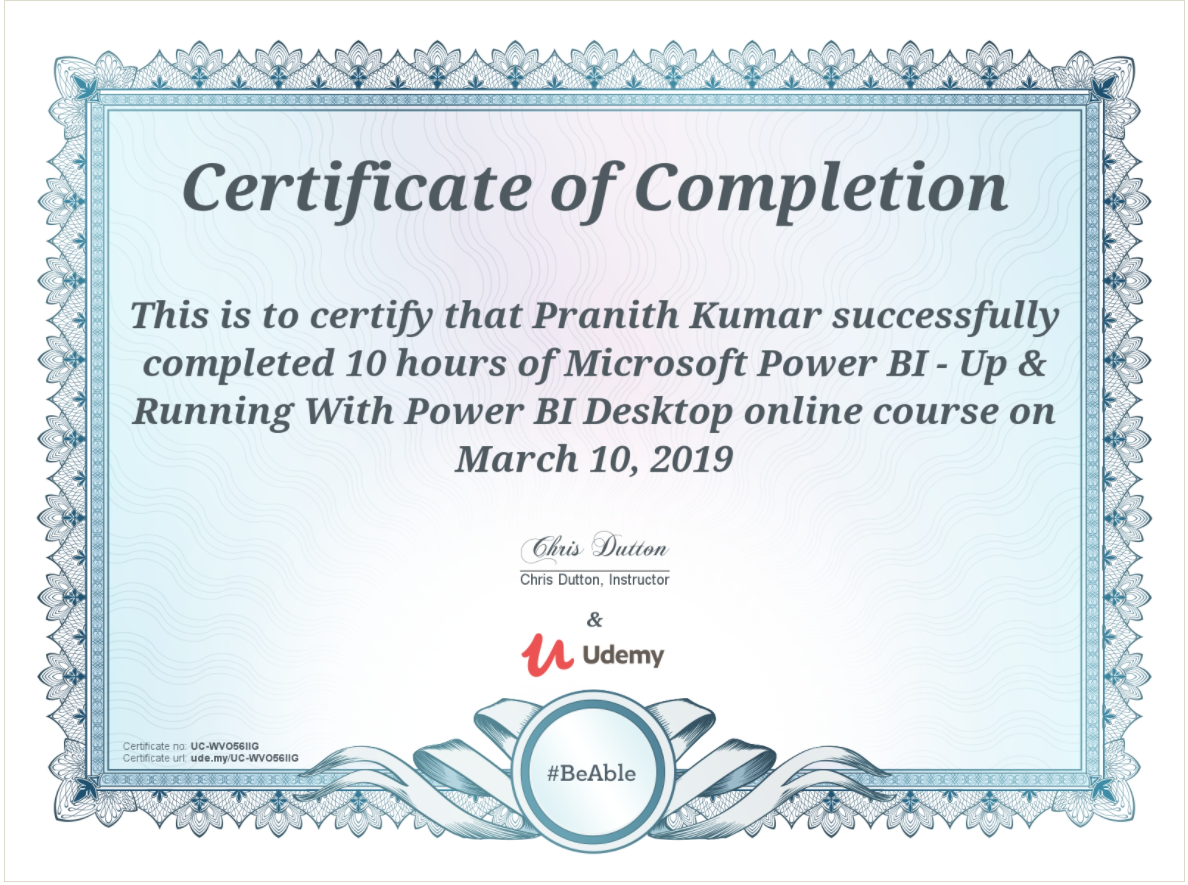 Certificate of Completion
This is to certify that Pranith Kumar successfully
completed 10 hours of Microsoft Power BI - Up &
Running With Power BI Desktop online course on
March 10, 2019
Chris Dutton
Chris Dutton, Instructor
&
Udemy
#BeAble
Certificate no: UC-WVO56IIG
Certificate url: ude.my/UC-WVO56IIG